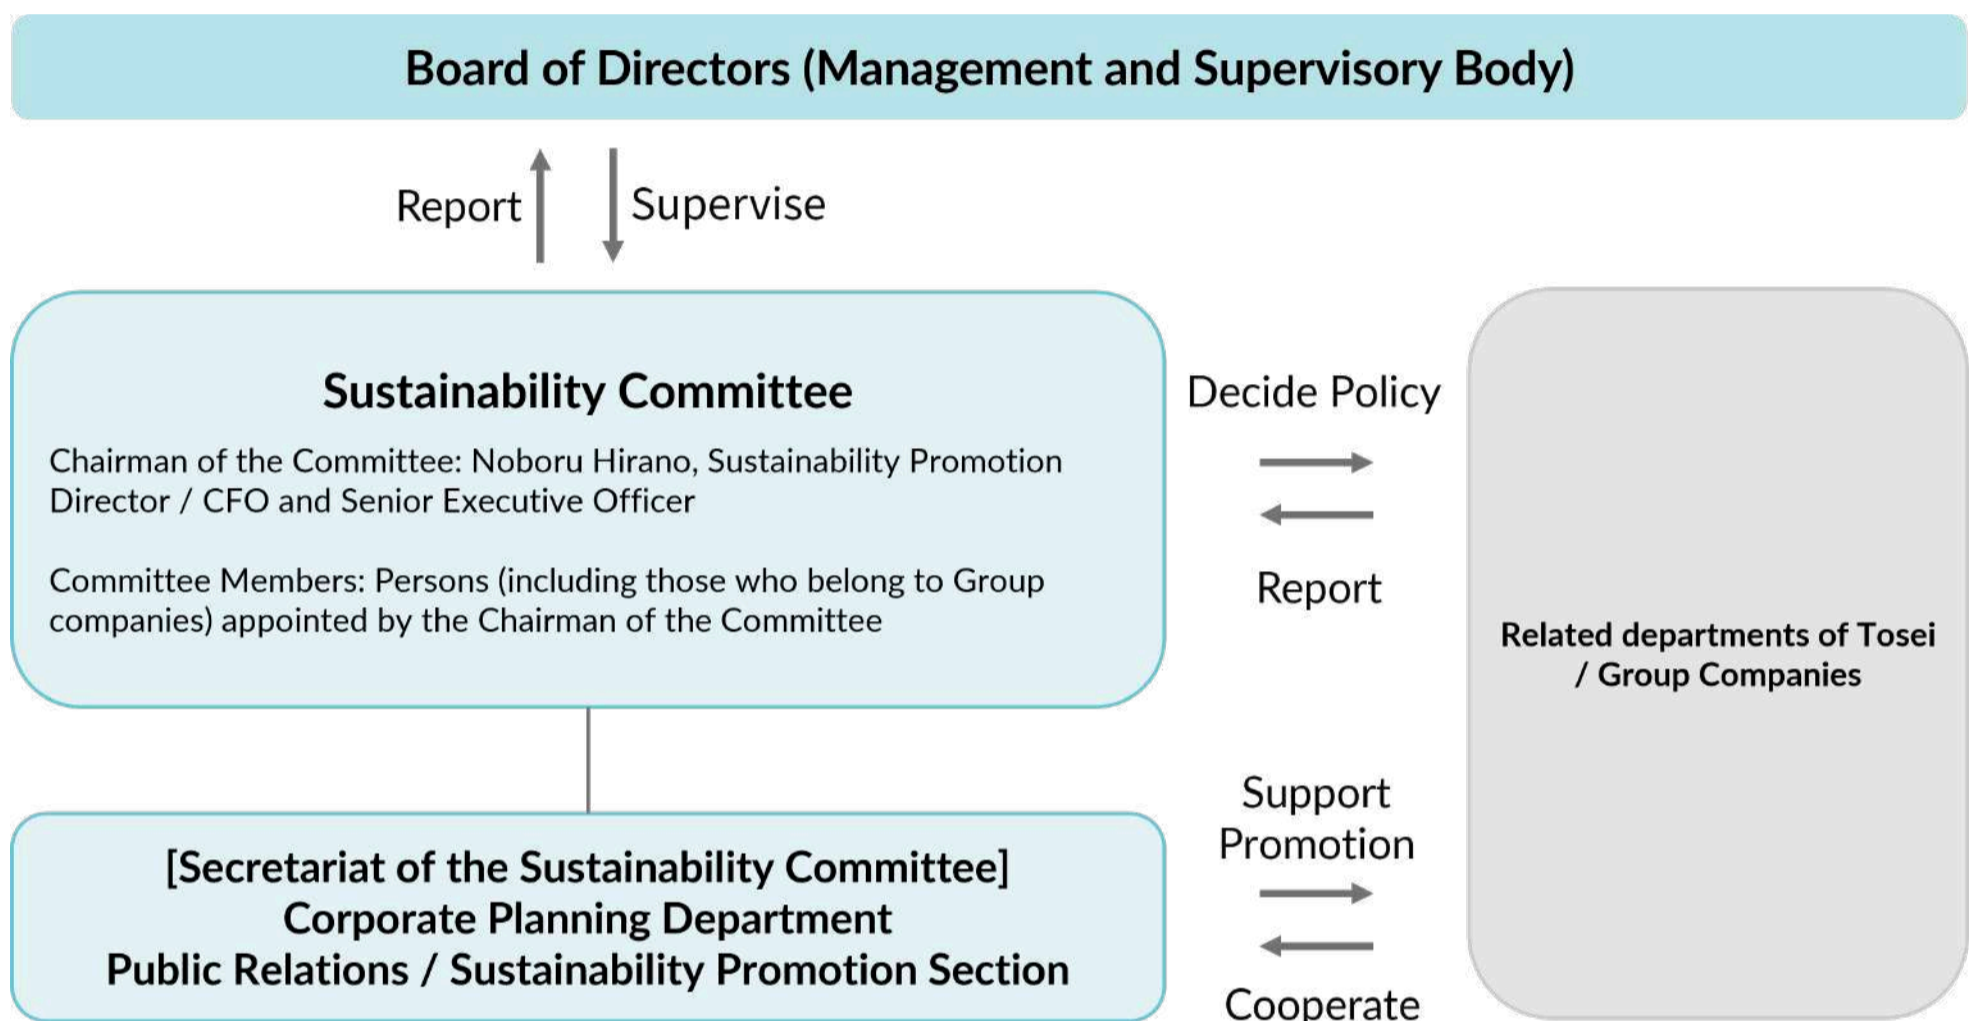 Board of Directors (Management and Supervisory Body)
Report
Supervise
Sustainability Committee
Chairman of the Committee: Noboru Hirano, Sustainability Promotion
Director / CFO and Senior Executive Officer
Committee Members: Persons (including those who belong to Group
companies) appointed by the Chairman of the Committee
Decide Policy
Report
Related departments of Tosei
/ Group Companies
[Secretariat of the Sustainability Committee]
Corporate Planning Department
Public Relations / Sustainability Promotion Section
Support
Promotion
Cooperate